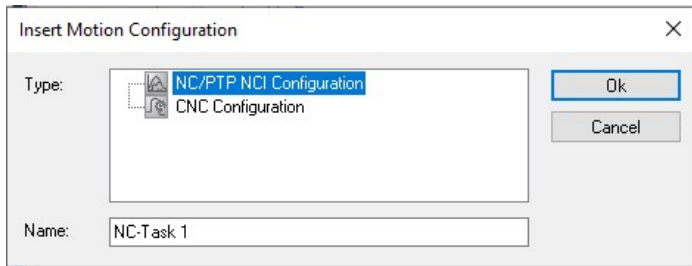 Insert Motion Configuration
Type:
NC/PTP NCI Configuration
CNC Configuration
Ok
Cancel
Name:
NC-Task 1